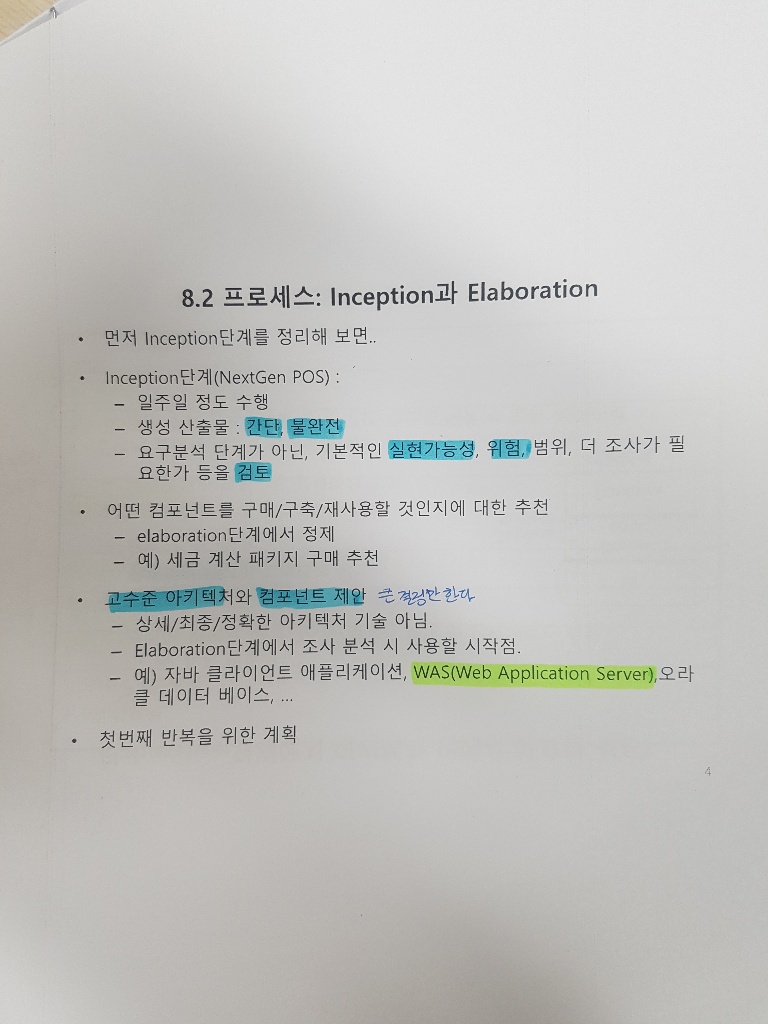 8.2 프로세스: Inception과 Elaboration
• 먼저 Inception단계를 정리해 보면..
• Inception단계(NextGen POS) :
– 일주일 정도 수행
– 생성 산출물 : 간단, 불완전
– 요구분석 단계가 아닌, 기본적인 실현가능성, 위험, 범위, 더 조사가 필
요한가 등을 검토
• 어떤 컴포넌트를 구매/구축/재사용할 것인지에 대한 추천
– elaboration단계에서 정제
– 예) 세금 계산 패키지 구매 추천
• 고수준 아키텍처와 컴포넌트 제안 큰 결정만 한다
– 상세/최종/정확한 아키텍처 기술 아님.
– Elaboration단계에서 조사 분석 시 사용할 시작점.
– 예) 자바 클라이언트 애플리케이션, WAS(Web Application Server),오라
클 데이터 베이스, ...
• 첫번째 반복을 위한 계획
4